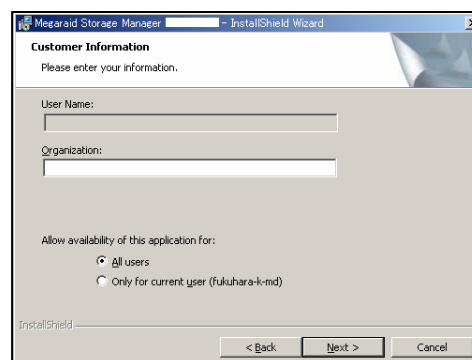 Megaraid Storage Manager - InstallShield Wizard
Customer Information
Please enter your information.
User Name:
Organization:
Allow availability of this application for:
All users
Only for current user (fukuhara-k-md)
InstallShield
< Back Next > Cancel